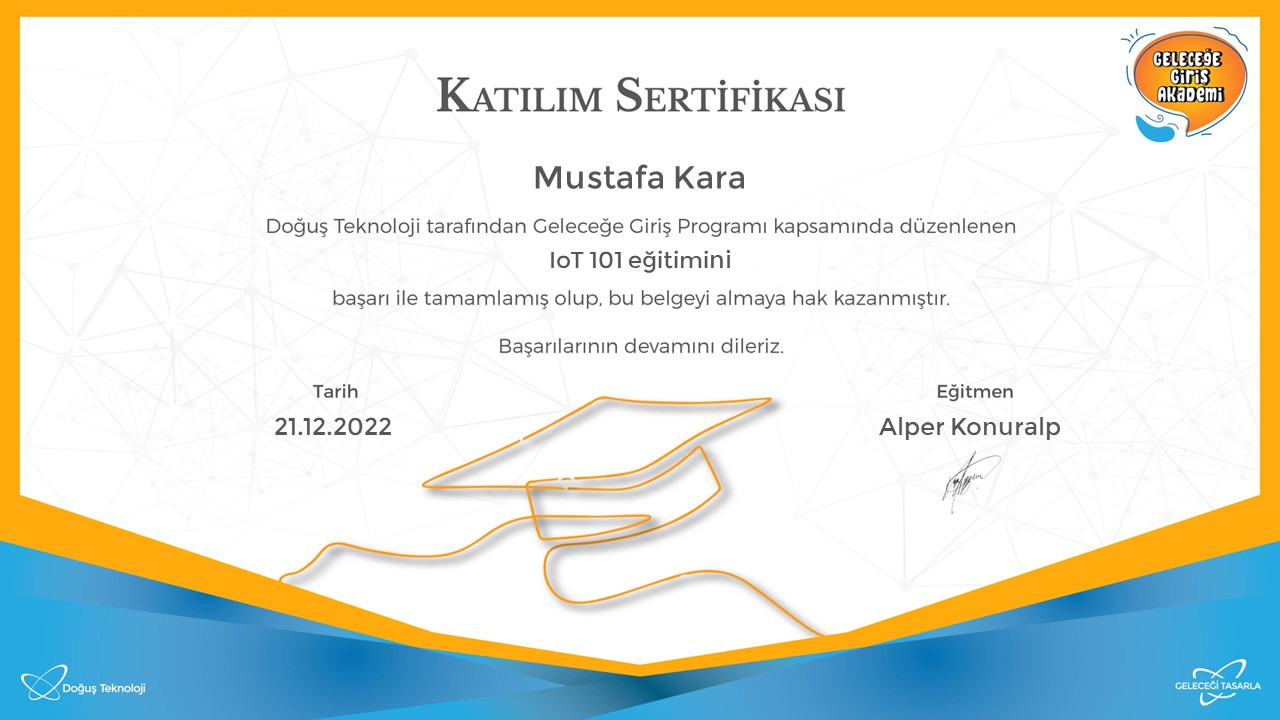 GELECEĞE
GİRİŞ
AKADEMİ
KATILIM SERTİFİKASI
Mustafa Kara
Doğuş Teknoloji tarafından Geleceğe Giriş Programı kapsamında düzenlenen
IoT 101 eğitimini
başarı ile tamamlamış olup, bu belgeyi almaya hak kazanmıştır.
Başarılarının devamını dileriz.
Tarih
21.12.2022
Eğitmen
Alper Konuralp
Doğuş Teknoloji
GELECEĞİ TASARLA